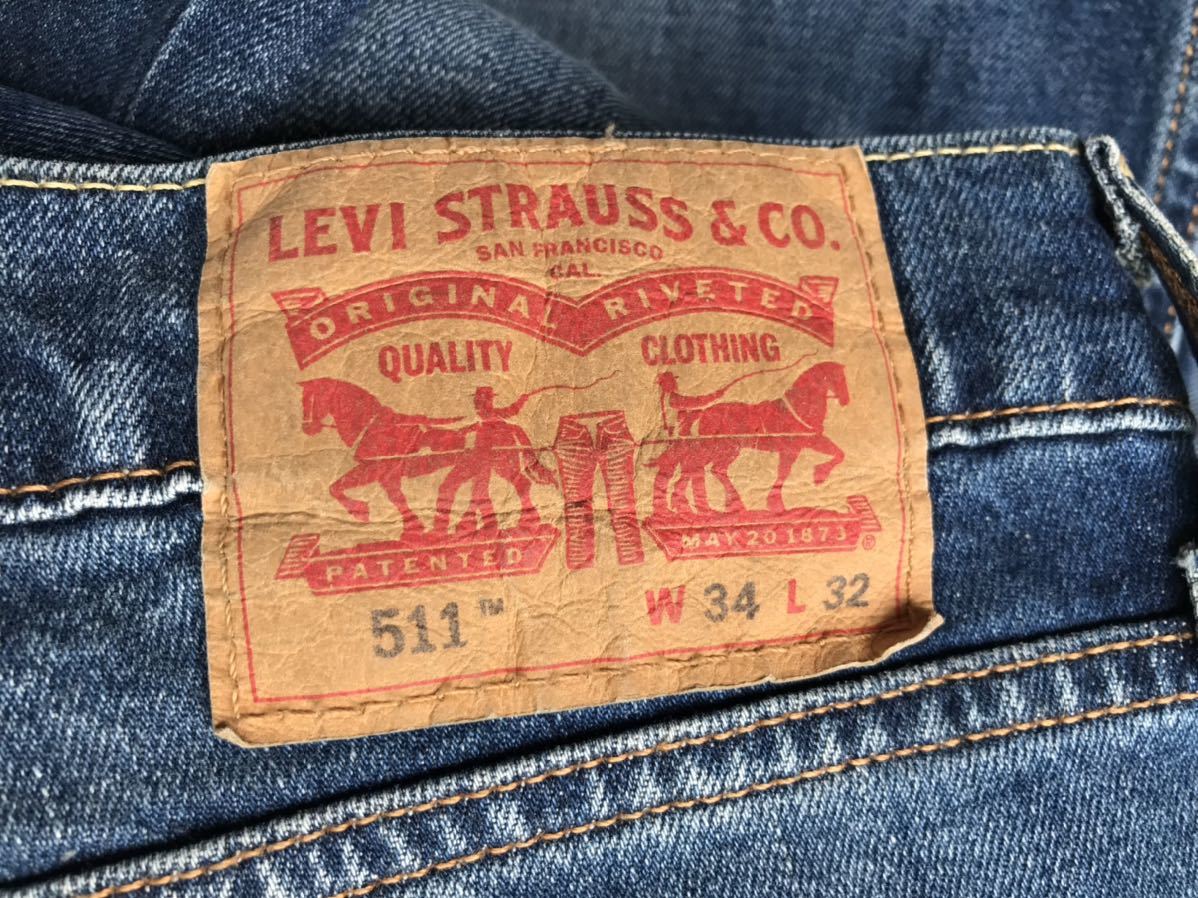 LEVI STRAUSS & CO.
SAN FRANCISCO
CAL.
ORIGINAL RIVETED
QUALITY CLOTHING
PATENTED MAY 20 1873 ®
511™ W 34 L 32